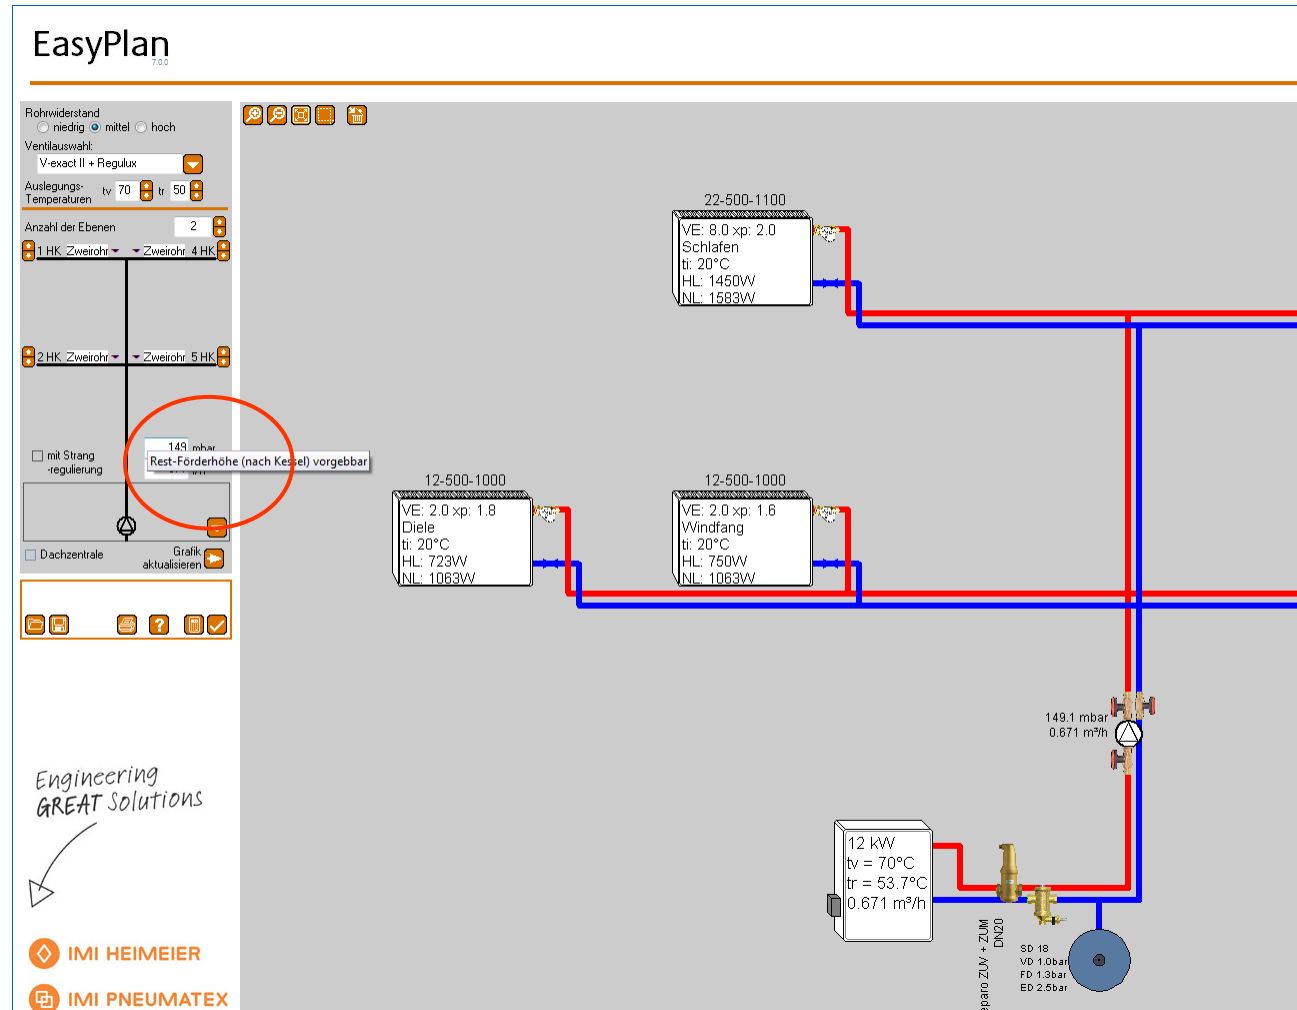 EasyPlan
7.0.0
Rohrwiderstand
niedrig mittel hoch
Ventilauswahl:
V-exact II + Regulux
Auslegungs-
Temperaturen tv 70 tr 50
Anzahl der Ebenen 2
1 HK Zweirohr Zweirohr 4 HK
2 HK Zweirohr Zweirohr 5 HK
149 mbar
mit Strang
-regulierung
Rest-Förderhöhe (nach Kessel) vorgebbar
Dachzentrale
Grafik
aktualisieren
?
Engineering
GREAT Solutions
IMI HEIMEIER
IMI PNEUMATEX
22-500-1100
VE: 8.0 xp: 2.0
Schlafen
ti: 20°C
HL: 1450W
NL: 1583W
12-500-1000
VE: 2.0 xp: 1.8
Diele
ti: 20°C
HL: 723W
NL: 1063W
12-500-1000
VE: 2.0 xp: 1.6
Windfang
ti: 20°C
HL: 750W
NL: 1063W
149.1 mbar
0.671 m³/h
12 kW
tv = 70°C
tr = 53.7°C
0.671 m³/h
eparo ZUV + ZUM
DN20
SD 18
VD 1.0bar
FD 1.3bar
ED 2.5bar